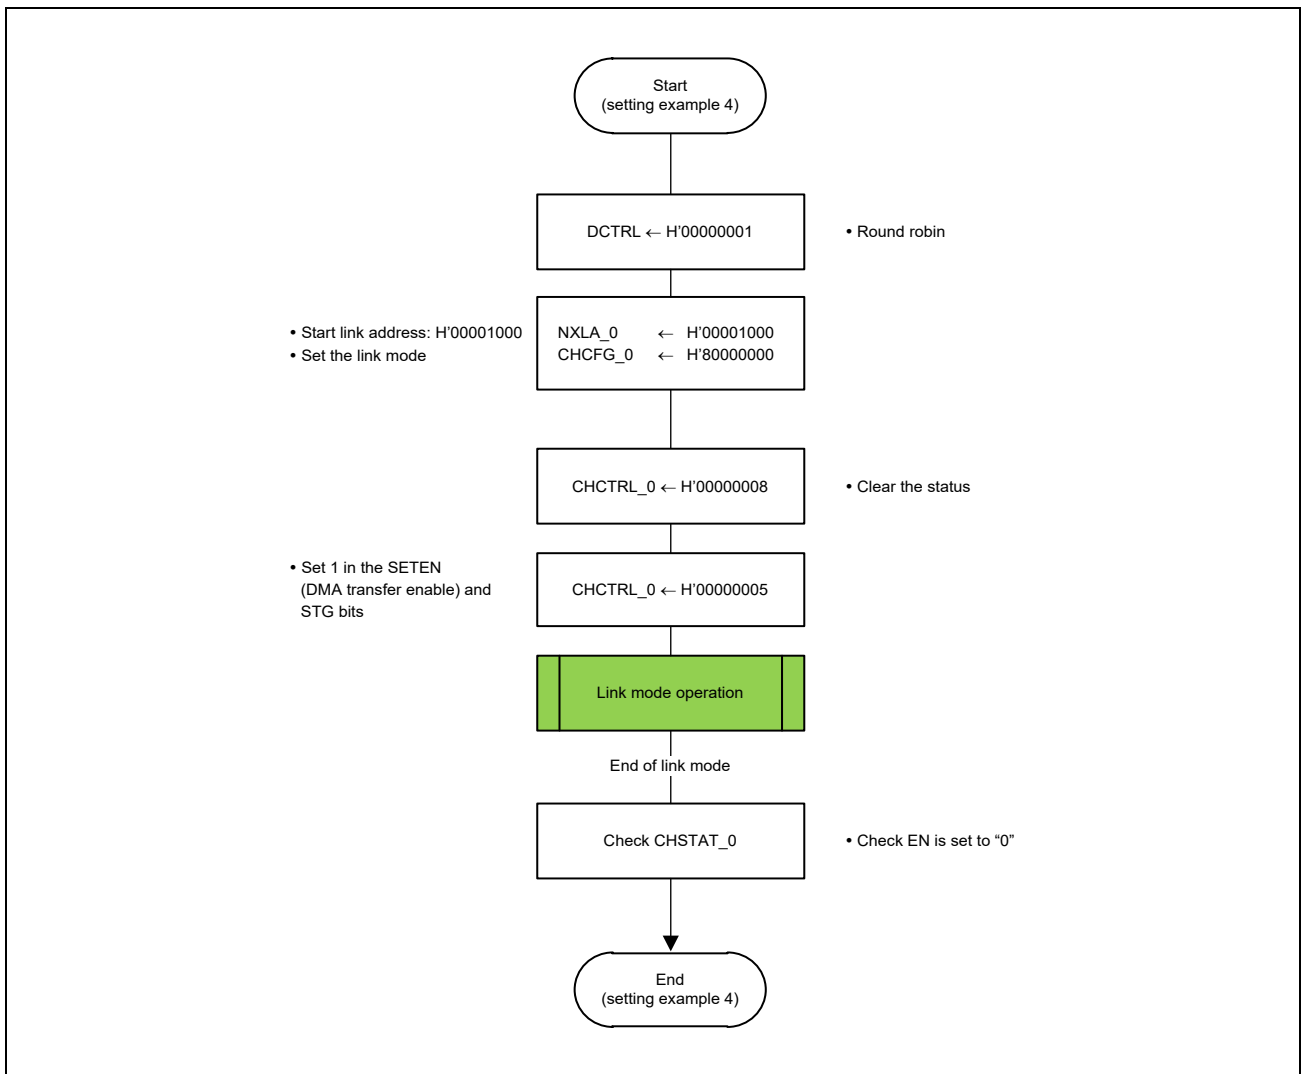 Start
(setting example 4)
DCTRL ← H'00000001
• Round robin
• Start link address: H'00001000
• Set the link mode
NXLA_0 ← H'00001000
CHCFG_0 ← H'80000000
CHCTRL_0 ← H'00000008
• Clear the status
• Set 1 in the SETEN
(DMA transfer enable) and
STG bits
CHCTRL_0 ← H'00000005
Link mode operation
End of link mode
Check CHSTAT_0
• Check EN is set to “0”
End
(setting example 4)